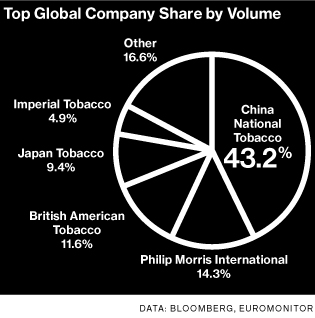 Top Global Company Share by Volume
Other
16.6%
Imperial Tobacco
4.9%
China
National
Tobacco
43.2%
Japan Tobacco
9.4%
British American
Tobacco
11.6%
Philip Morris International
14.3%
DATA: BLOOMBERG, EUROMONITOR